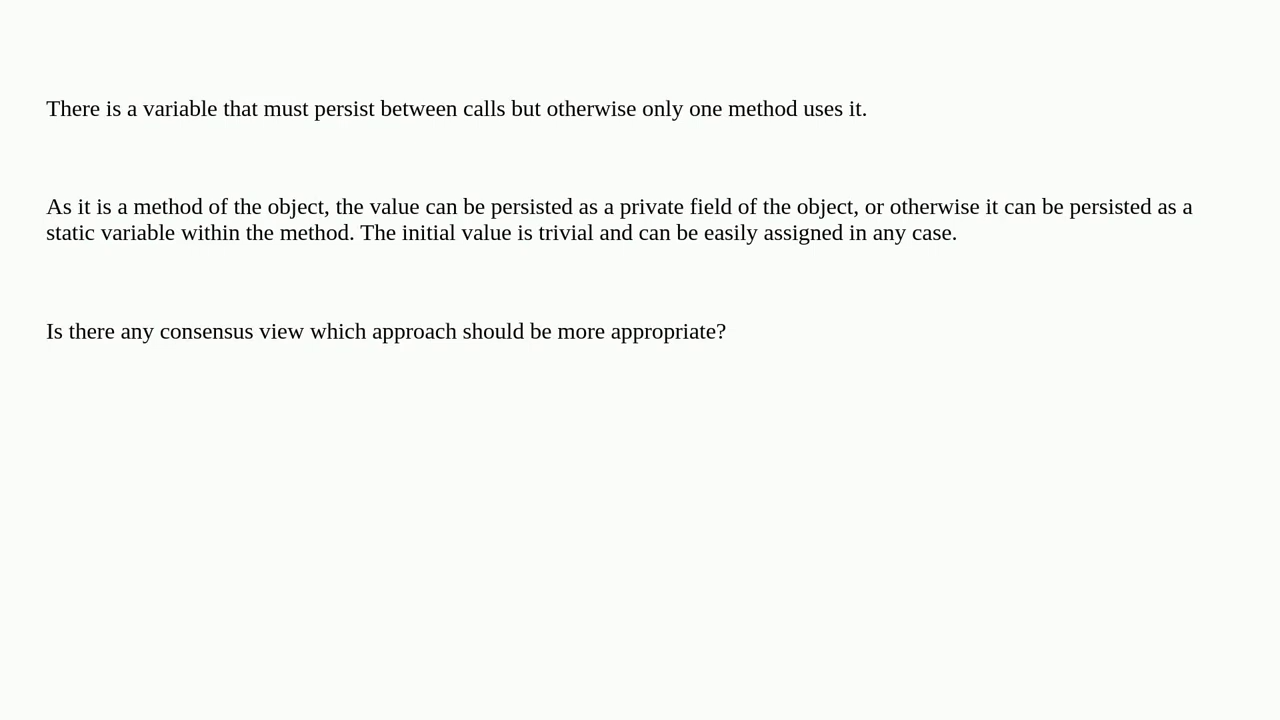 There is a variable that must persist between calls but otherwise only one method uses it.
As it is a method of the object, the value can be persisted as a private field of the object, or otherwise it can be persisted as a
static variable within the method. The initial value is trivial and can be easily assigned in any case.
Is there any consensus view which approach should be more appropriate?